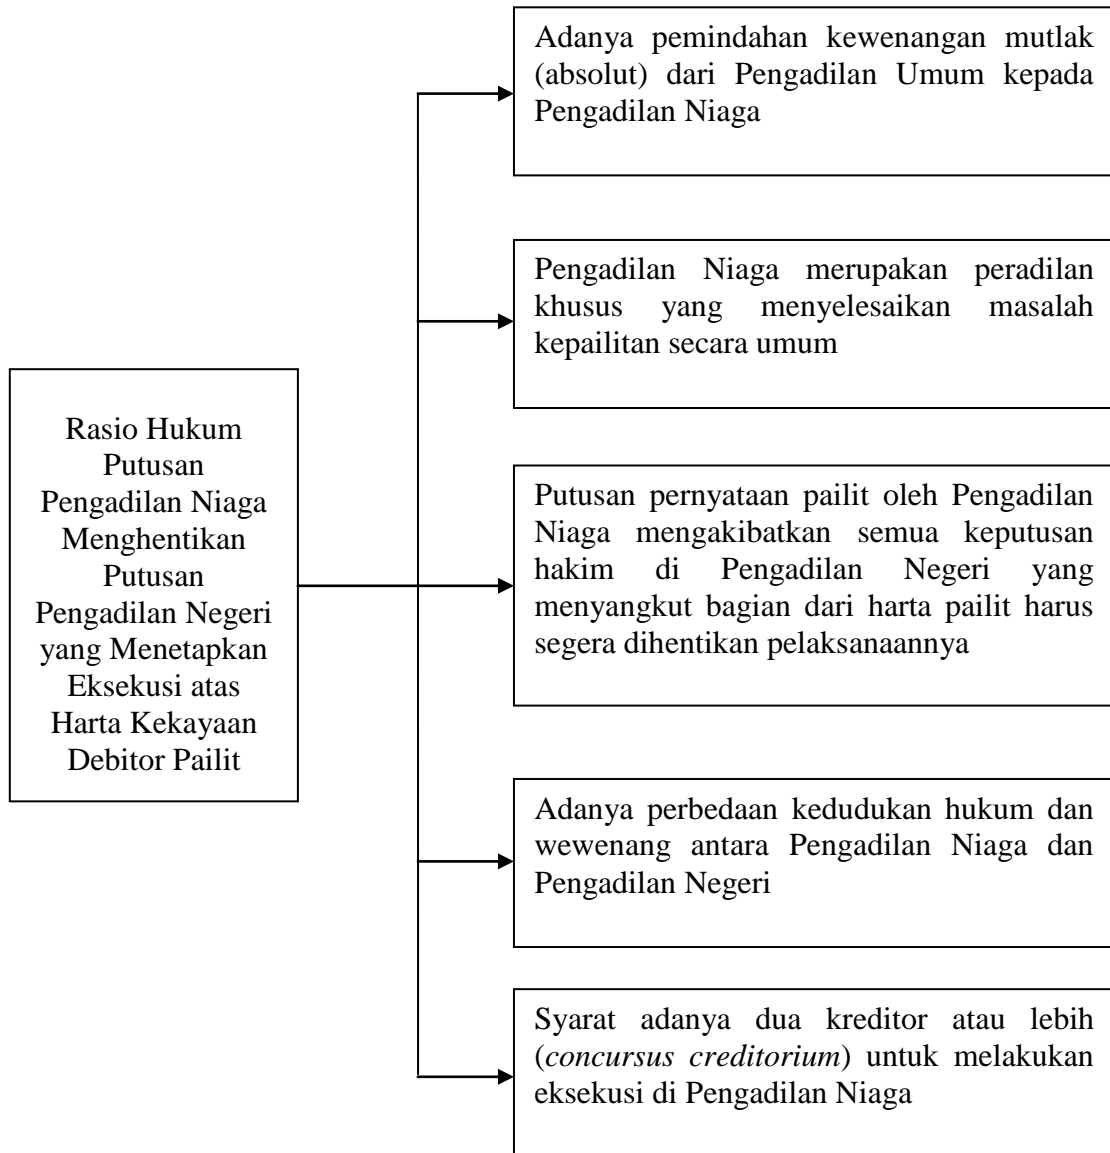 Adanya pemindahan kewenangan mutlak
(absolut) dari Pengadilan Umum kepada
Pengadilan Niaga
Pengadilan Niaga merupakan peradilan
khusus yang menyelesaikan masalah
kepailitan secara umum
Rasio Hukum
Putusan
Pengadilan Niaga
Menghentikan
Putusan
Pengadilan Negeri
yang Menetapkan
Eksekusi atas
Harta Kekayaan
Debitor Pailit
Putusan pernyataan pailit oleh Pengadilan
Niaga mengakibatkan semua keputusan
hakim di Pengadilan Negeri yang
menyangkut bagian dari harta pailit harus
segera dihentikan pelaksanaannya
Adanya perbedaan kedudukan hukum dan
wewenang antara Pengadilan Niaga dan
Pengadilan Negeri
Syarat adanya dua kreditor atau lebih
(concursus creditorium) untuk melakukan
eksekusi di Pengadilan Niaga